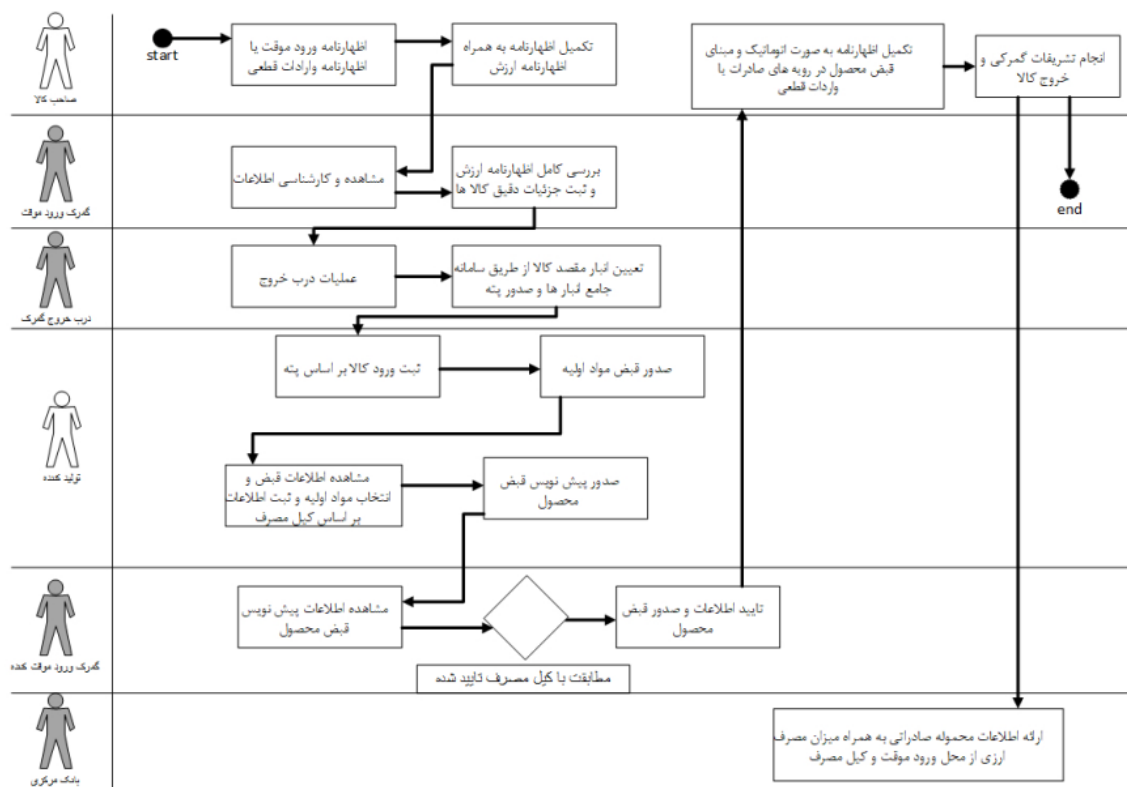 start
اظهارنامه ورود موقت یا
اظهارنامه واردات قطعی
تکمیل اظهارنامه به همراه
اظهارنامه ارزش
تکمیل اظهارنامه به صورت اتوماتیک و مبنای
قبض محصول در رویه های صادرات یا
واردات قطعی
انجام تشریفات گمرکی و
خروج کالا
صاحب کالا
مشاهده و کارشناسی اطلاعات
بررسی کامل اظهارنامه ارزش
و ثبت جزئیات دقیق کالا ها
end
گمرک ورود موقت
عملیات درب خروج
تعیین انبار مقصد کالا از طریق سامانه
جامع انبار ها و صدور پته
درب خروج گمرک
ثبت ورود کالا بر اساس پته
صدور قبض مواد اولیه
تولید کننده
مشاهده اطلاعات قبض و
انتخاب مواد اولیه و ثبت اطلاعات
بر اساس کیل مصرف
صدور پیش نویس قبض
محصول
مشاهده اطلاعات پیش نویس
قبض محصول
تایید اطلاعات و صدور قبض
محصول
مطابقت با کیل مصرف تایید شده
گمرک ورود موقت کننده
ارائه اطلاعات محموله صادراتی به همراه میزان مصرف
ارزی از محل ورود موقت و کیل مصرف
بانک مرکزی